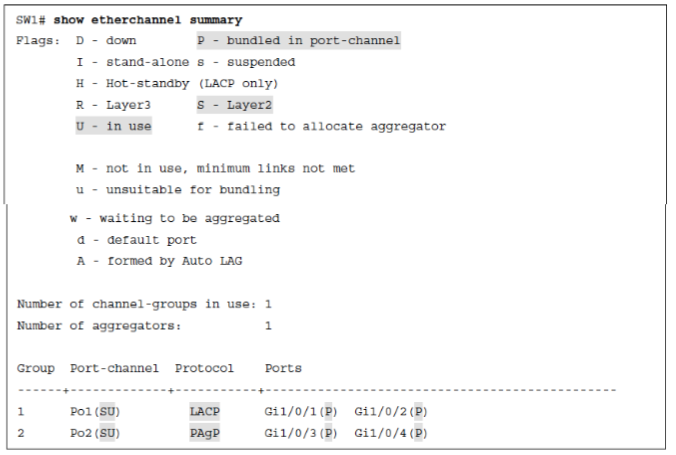 SW1# show etherchannel summary
Flags: D - down P - bundled in port-channel
I - stand-alone s - suspended
H - Hot-standby (LACP only)
R - Layer3 S - Layer2
U - in use f - failed to allocate aggregator
M - not in use, minimum links not met
u - unsuitable for bundling
w - waiting to be aggregated
d - default port
A - formed by Auto LAG
Number of channel-groups in use: 1
Number of aggregators: 1
Group Port-channel Protocol Ports
------+-------------+-----------+-----------------------------------------------
1 Po1(SU) LACP Gi1/0/1(P) Gi1/0/2(P)
2 Po2(SU) PAgP Gi1/0/3(P) Gi1/0/4(P)